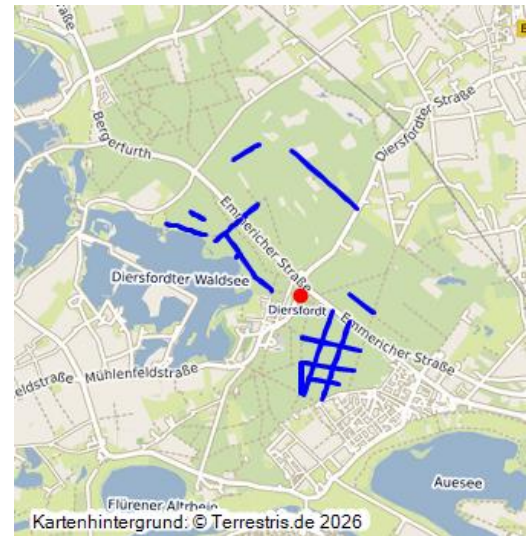 B
Diersfordter Straße
Bergerfurth
Emmericher Straße
Diersfordter Waldsee
Diersfordt
Emmericher Straße
eldstraße
Mühlenfeldstraße
Auesee
Flürener Altrhein
Kartenhintergrund: © Terrestris.de 2026